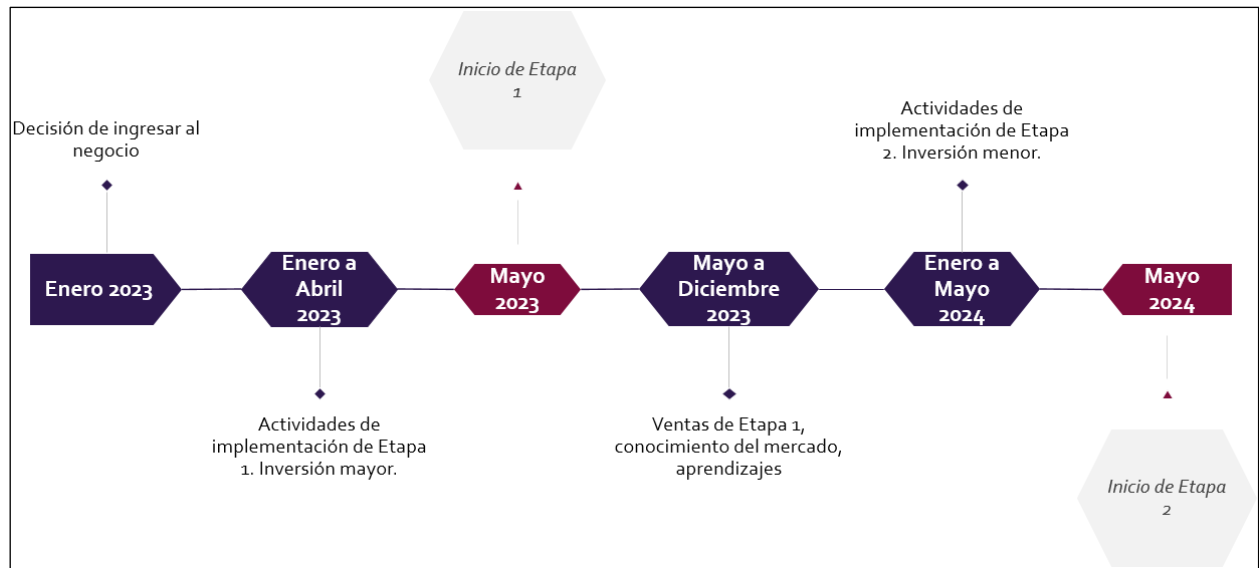 Inicio de Etapa
1
Decisión de ingresar al
negocio
Actividades de
implementación de Etapa
2. Inversión menor.
Enero 2023
Enero a
Abril
2023
Mayo
2023
Mayo a
Diciembre
2023
Enero a
Mayo
2024
Mayo
2024
Actividades de
implementación de Etapa
1. Inversión mayor.
Ventas de Etapa 1,
conocimiento del mercado,
aprendizajes
Inicio de Etapa
2